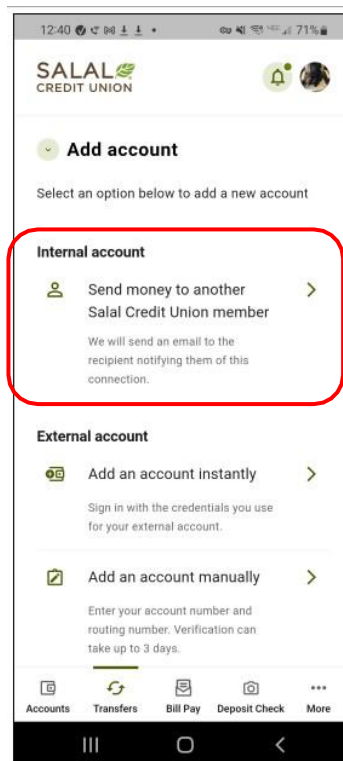 12:40 71%
SALAL
CREDIT UNION
Add account
Select an option below to add a new account
Internal account
Send money to another
Salal Credit Union member
We will send an email to the
recipient notifying them of this
connection.
External account
Add an account instantly
Sign in with the credentials you use
for your external account.
Add an account manually
Enter your account number and
routing number. Verification can
take up to 3 days.
Accounts Transfers Bill Pay Deposit Check More